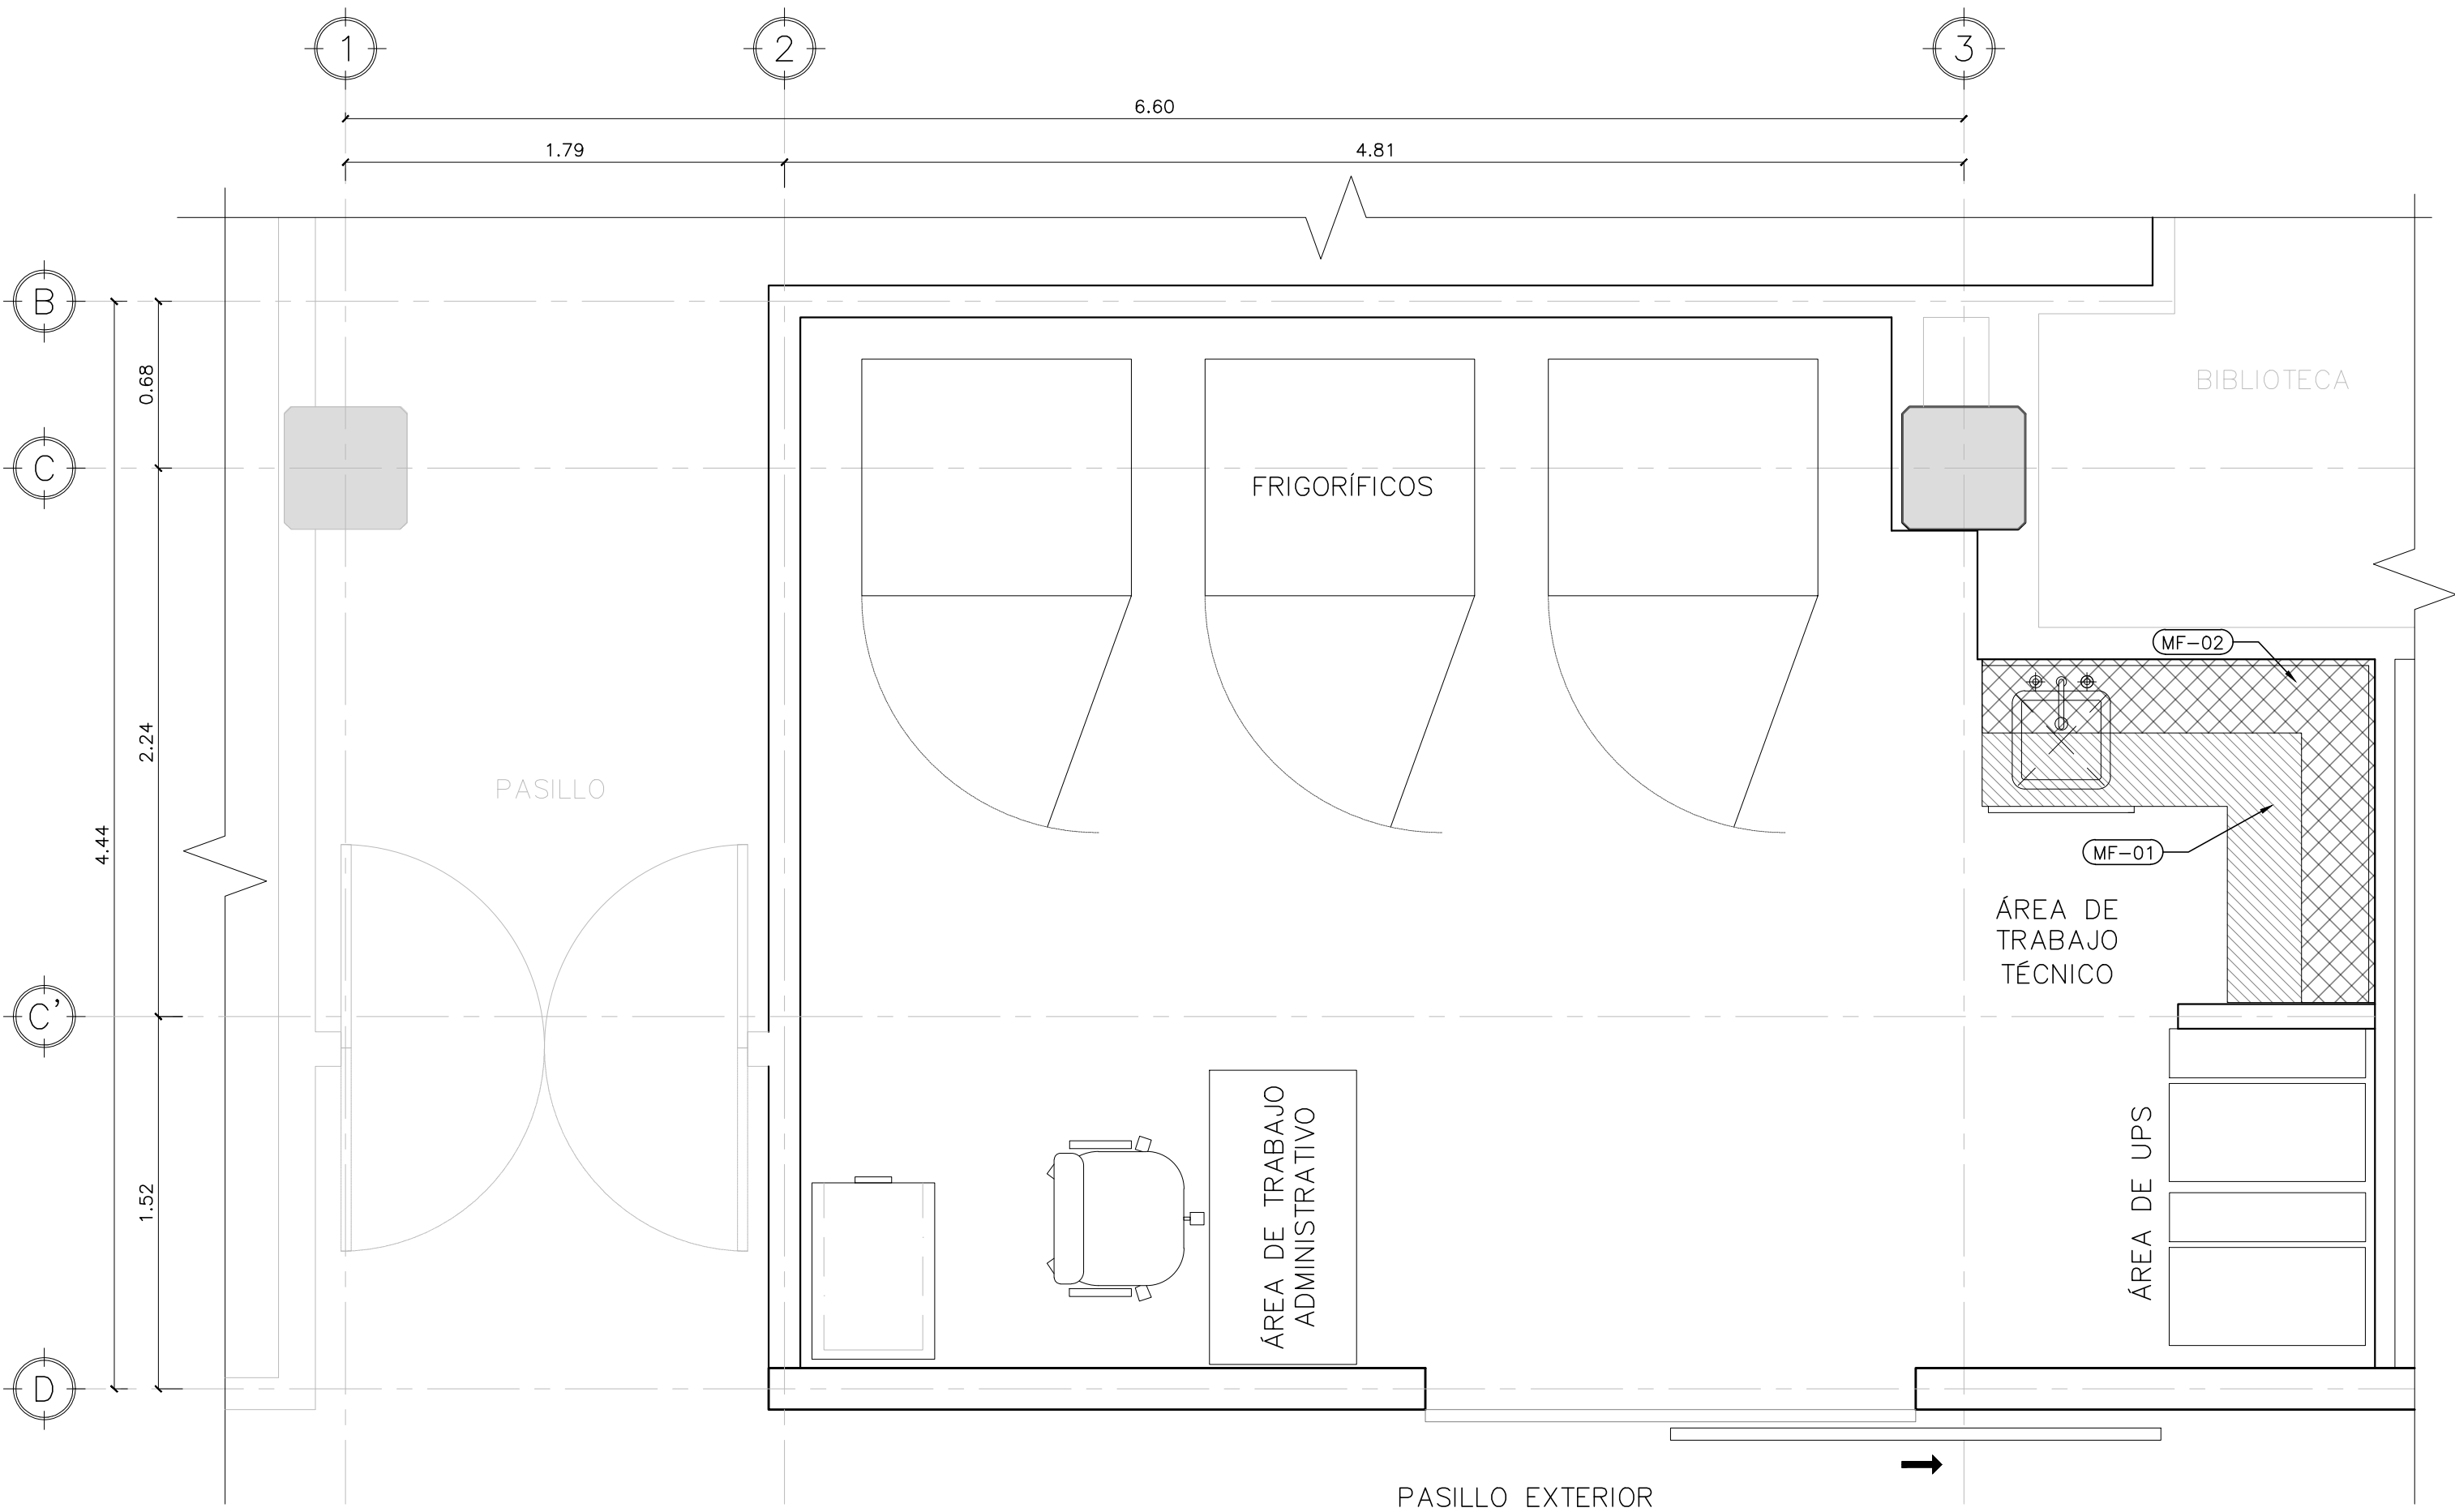 1
2
3
6.60
1.79
4.81
B
0.68
BIBLIOTECA
C
FRIGORÍFICOS
MF-02
2.24
PASILLO
4.44
MF-01
ÁREA DE
TRABAJO
TÉCNICO
C'
ÁREA DE TRABAJO
ADMINISTRATIVO
ÁREA DE UPS
1.52
D
PASILLO EXTERIOR